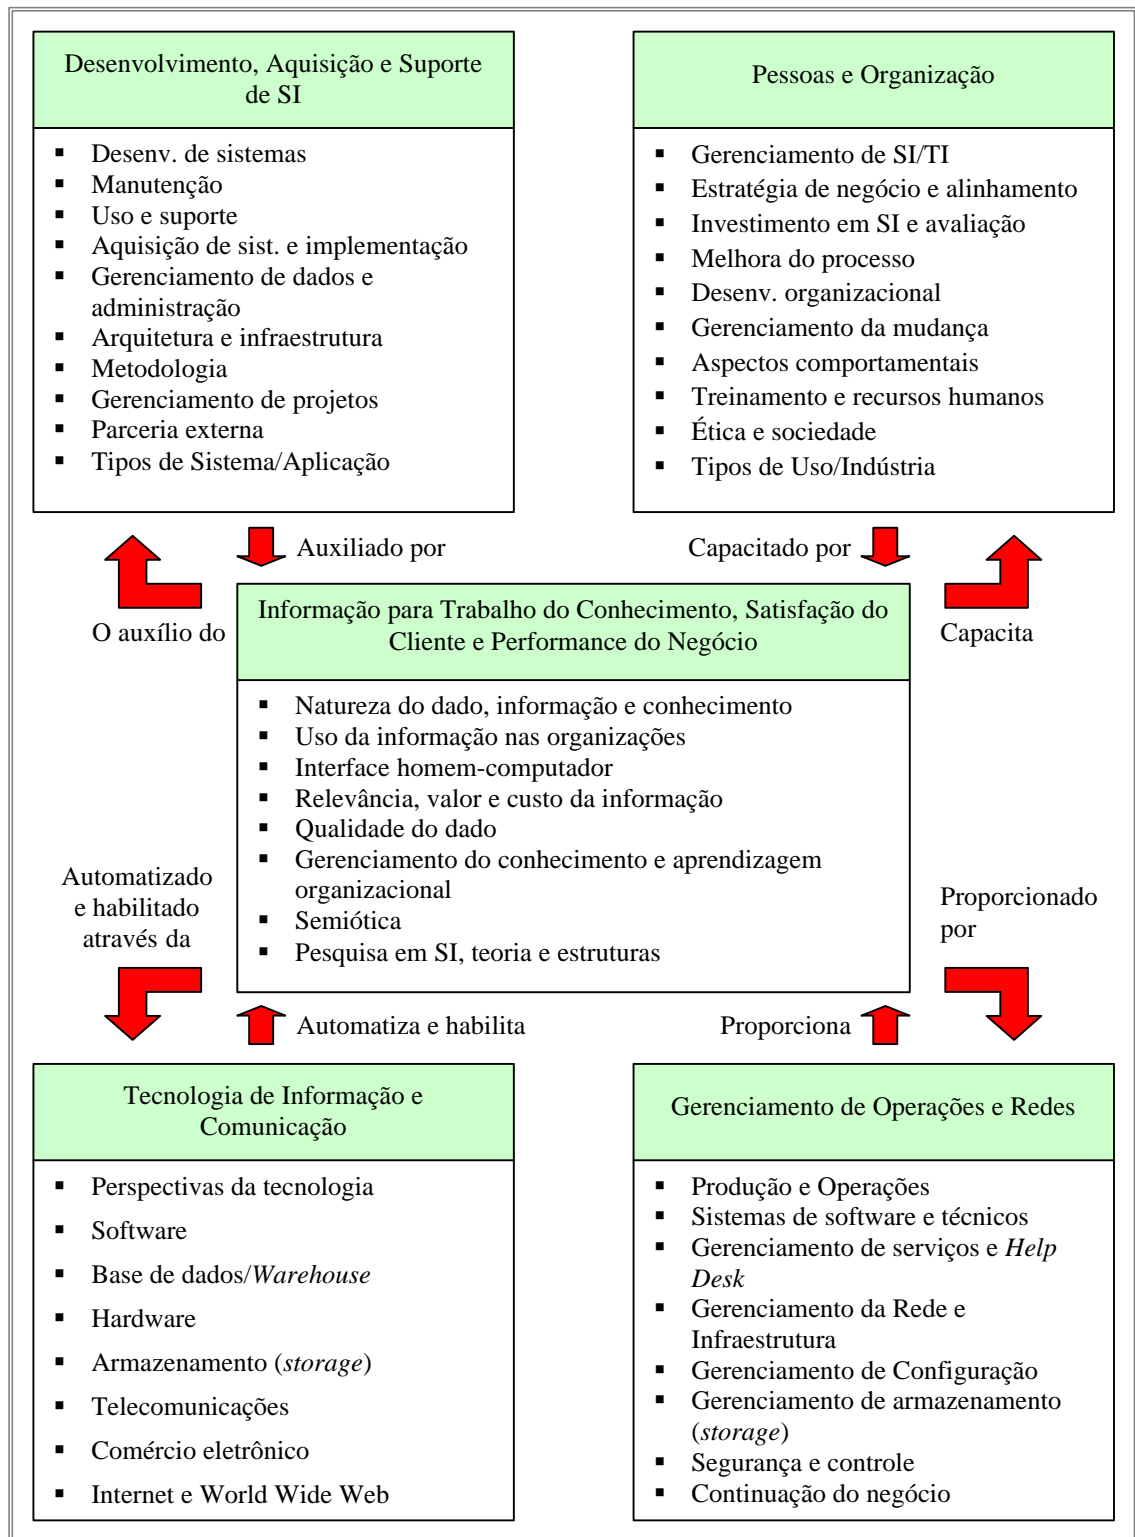 Desenvolvimento, Aquisição e Suporte
de SI
▪ Desenv. de sistemas
▪ Manutenção
▪ Uso e suporte
▪ Aquisição de sist. e implementação
▪ Gerenciamento de dados e
administração
▪ Arquitetura e infraestrutura
▪ Metodologia
▪ Gerenciamento de projetos
▪ Parceria externa
▪ Tipos de Sistema/Aplicação
Pessoas e Organização
▪ Gerenciamento de SI/TI
▪ Estratégia de negócio e alinhamento
▪ Investimento em SI e avaliação
▪ Melhora do processo
▪ Desenv. organizacional
▪ Gerenciamento da mudança
▪ Aspectos comportamentais
▪ Treinamento e recursos humanos
▪ Ética e sociedade
▪ Tipos de Uso/Indústria
Auxiliado por
Capacitado por
O auxílio do
Capacita
Informação para Trabalho do Conhecimento, Satisfação do
Cliente e Performance do Negócio
▪ Natureza do dado, informação e conhecimento
▪ Uso da informação nas organizações
▪ Interface homem-computador
▪ Relevância, valor e custo da informação
▪ Qualidade do dado
▪ Gerenciamento do conhecimento e aprendizagem
organizacional
▪ Semiótica
▪ Pesquisa em SI, teoria e estruturas
Automatizado
e habilitado
através da
Proporcionado
por
Automatiza e habilita
Proporciona
Tecnologia de Informação e
Comunicação
▪ Perspectivas da tecnologia
▪ Software
▪ Base de dados/Warehouse
▪ Hardware
▪ Armazenamento (storage)
▪ Telecomunicações
▪ Comércio eletrônico
▪ Internet e World Wide Web
Gerenciamento de Operações e Redes
▪ Produção e Operações
▪ Sistemas de software e técnicos
▪ Gerenciamento de serviços e Help
Desk
▪ Gerenciamento da Rede e
Infraestrutura
▪ Gerenciamento de Configuração
▪ Gerenciamento de armazenamento
(storage)
▪ Segurança e controle
▪ Continuação do negócio